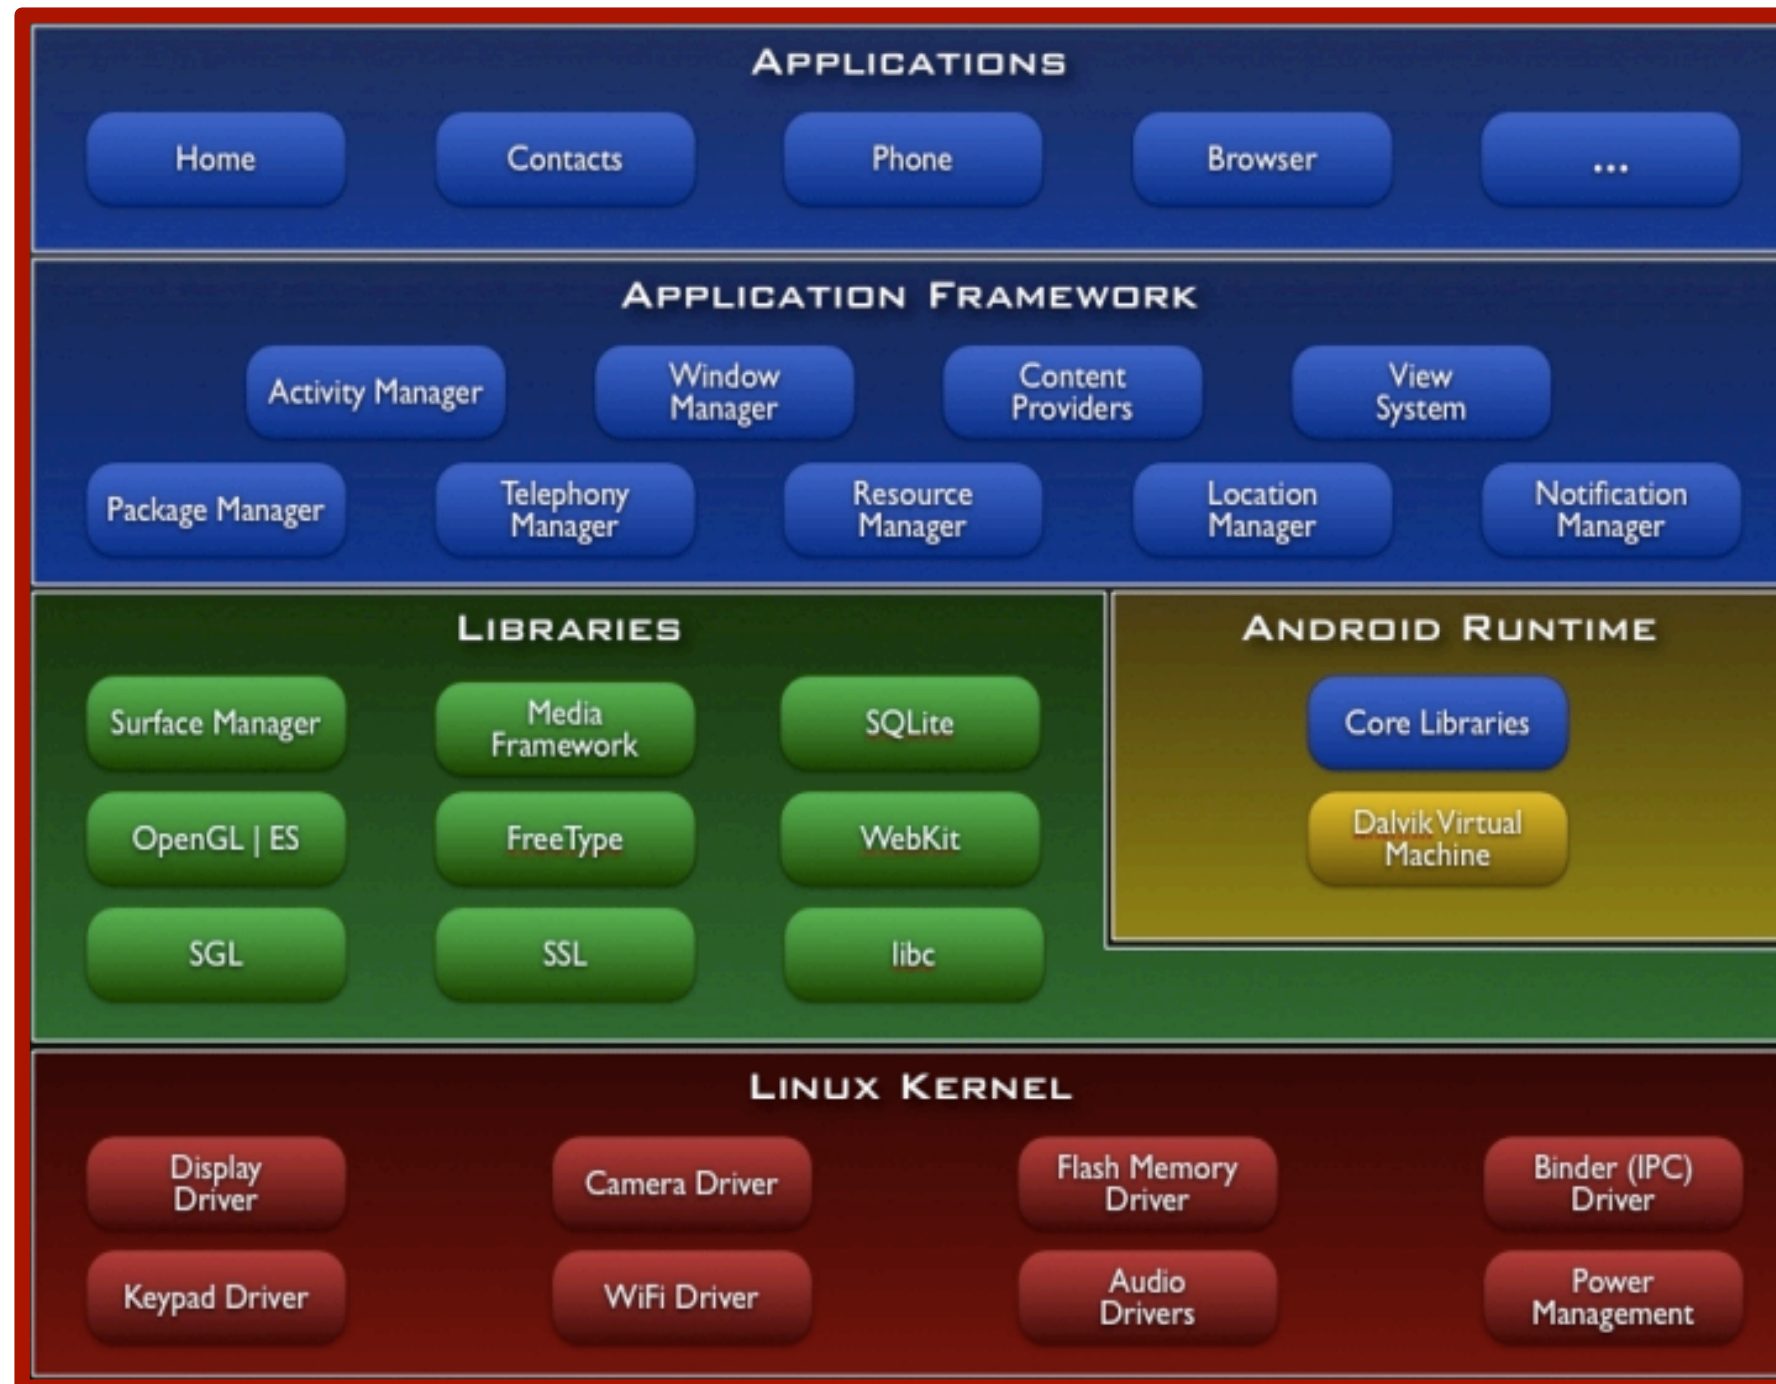 APPLICATIONS
Home
Contacts
Phone
Browser
...
APPLICATION FRAMEWORK
Activity Manager
Window
Manager
Content
Providers
View
System
Package Manager
Telephony
Manager
Resource
Manager
Location
Manager
Notification
Manager
LIBRARIES
Surface Manager
Media
Framework
SQLite
OpenGL | ES
FreeType
WebKit
SGL
SSL
libc
ANDROID RUNTIME
Core Libraries
Dalvik Virtual
Machine
LINUX KERNEL
Display
Driver
Camera Driver
Flash Memory
Driver
Binder (IPC)
Driver
Keypad Driver
WiFi Driver
Audio
Drivers
Power
Management